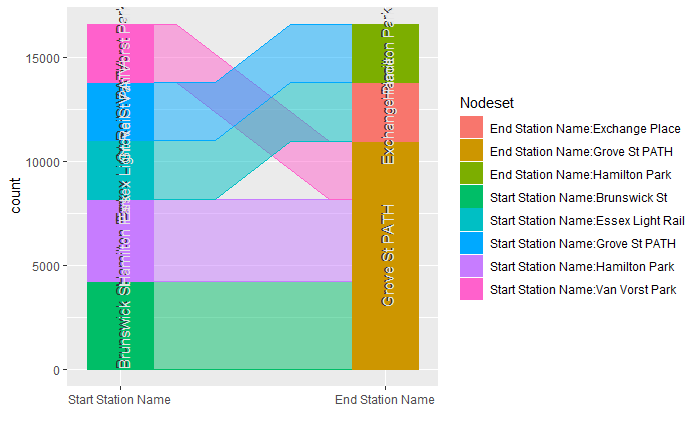 15000
10000
5000
0
count
Van Vorst Park
Grove St PATH
Essex Light Rail
Hamilton Park
Brunswick St
Hamilton Park
Exchange Place
Grove St PATH
Start Station Name
End Station Name
Nodeset
End Station Name:Exchange Place
End Station Name:Grove St PATH
End Station Name:Hamilton Park
Start Station Name:Brunswick St
Start Station Name:Essex Light Rail
Start Station Name:Grove St PATH
Start Station Name:Hamilton Park
Start Station Name:Van Vorst Park